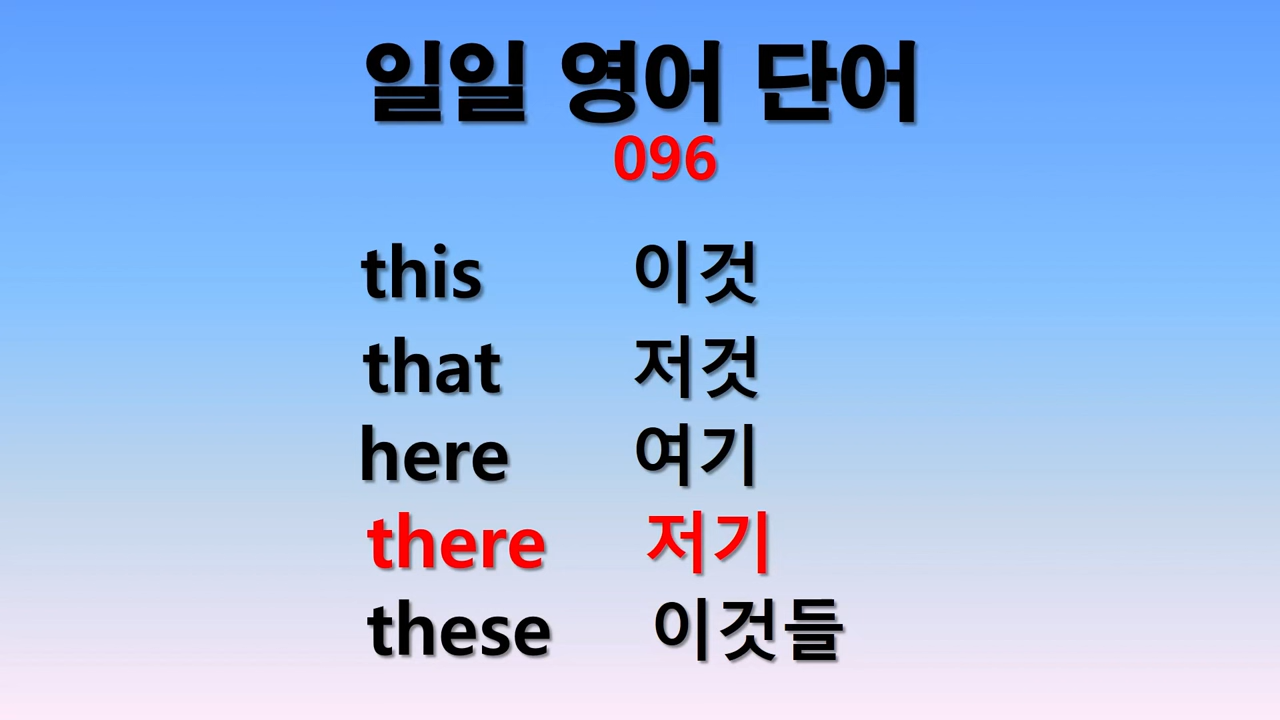 일일 영어 단어
096
this 이것
that 저것
here 여기
there 저기
these 이것들